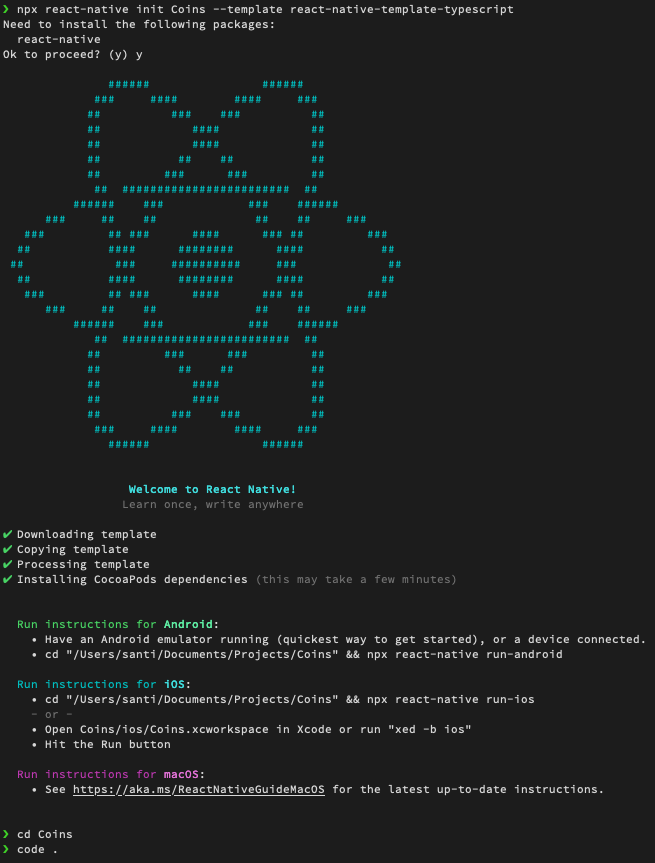 ❯ npx react-native init Coins --template react-native-template-typescript
Need to install the following packages:
  react-native
Ok to proceed? (y) y
               ######                ######
             ###     ####        ####     ###
            ##          ###    ###          ##
            ##             ####             ##
            ##             ####             ##
            ##           ##    ##           ##
            ##         ###      ###         ##
             ##  ########################  ##
          ######    ###            ###    ######
      ###     ##    ##              ##    ##     ###
   ###         ## ###      ####      ### ##         ###
  ##           ####      ########      ####           ##
 ##             ###     ##########     ###             ##
  ##           ####      ########      ####           ##
   ###         ## ###      ####      ### ##         ###
      ###     ##    ##              ##    ##     ###
          ######    ###            ###    ######
             ##  ########################  ##
            ##         ###      ###         ##
            ##           ##    ##           ##
            ##             ####             ##
            ##             ####             ##
            ##          ###    ###          ##
             ###     ####        ####     ###
               ######                ######
Welcome to React Native!
Learn once, write anywhere
✔ Downloading template
✔ Copying template
✔ Processing template
✔ Installing CocoaPods dependencies (this may take a few minutes)
Run instructions for Android:
• Have an Android emulator running (quickest way to get started), or a device connected.
• cd "/Users/santi/Documents/Projects/Coins" && npx react-native run-android
Run instructions for iOS:
• cd "/Users/santi/Documents/Projects/Coins" && npx react-native run-ios
- or -
• Open Coins/ios/Coins.xcworkspace in Xcode or run "xed -b ios"
• Hit the Run button
Run instructions for macOS:
• See https://aka.ms/ReactNativeGuideMacOS for the latest up-to-date instructions.
❯ cd Coins
❯ code .